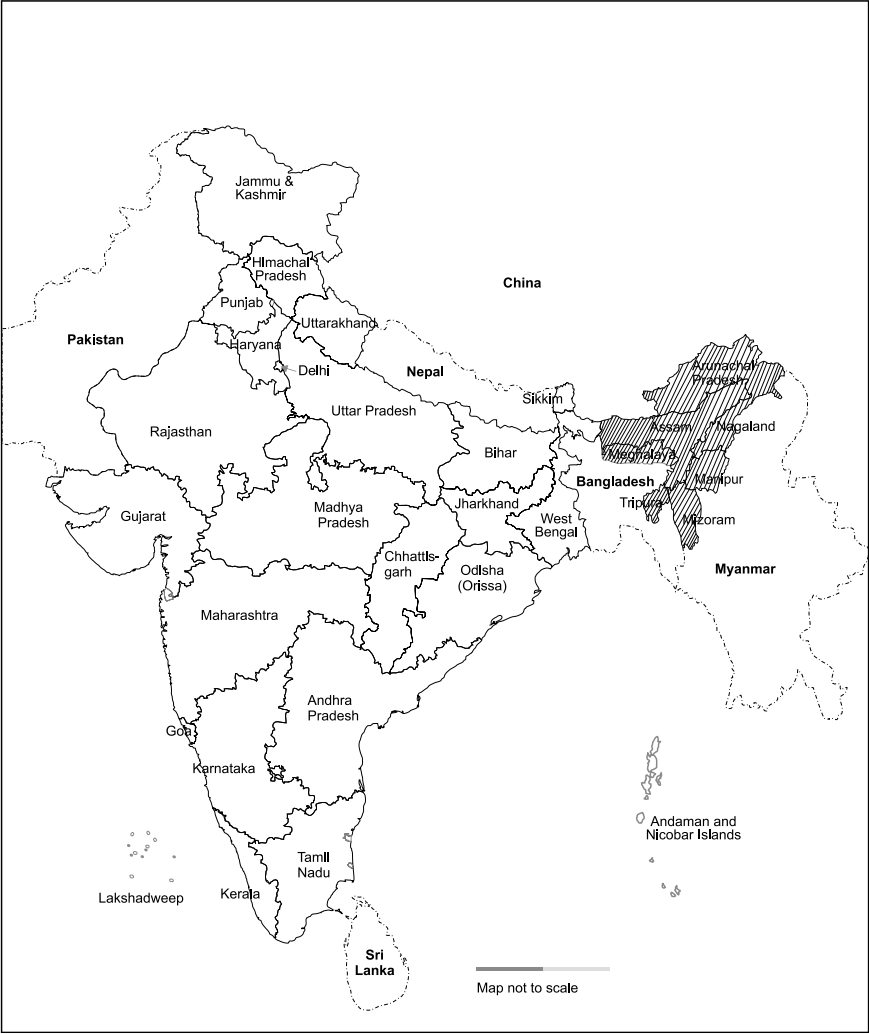 Jammu &
Kashmir
HImachal
Pradesh
China
Punjab
Uttarakhand
Pakistan
Haryana
Delhi
Nepal
Arunachal
Pradesh
Sikkim
Uttar Pradesh
Rajasthan
Assam
Nagaland
Bihar
Meghalaya
Bangladesh
Manipur
Tripura
Jharkhand
Madhya
Pradesh
Gujarat
West
Bengal
Mizoram
ChhattIs-
garh
OdIsha
(Orissa)
Myanmar
Maharashtra
Andhra
Pradesh
Goa
Karnataka
Andaman and
Nicobar Islands
TamIl
Nadu
Kerala
Lakshadweep
Sri
Lanka
Map not to scale